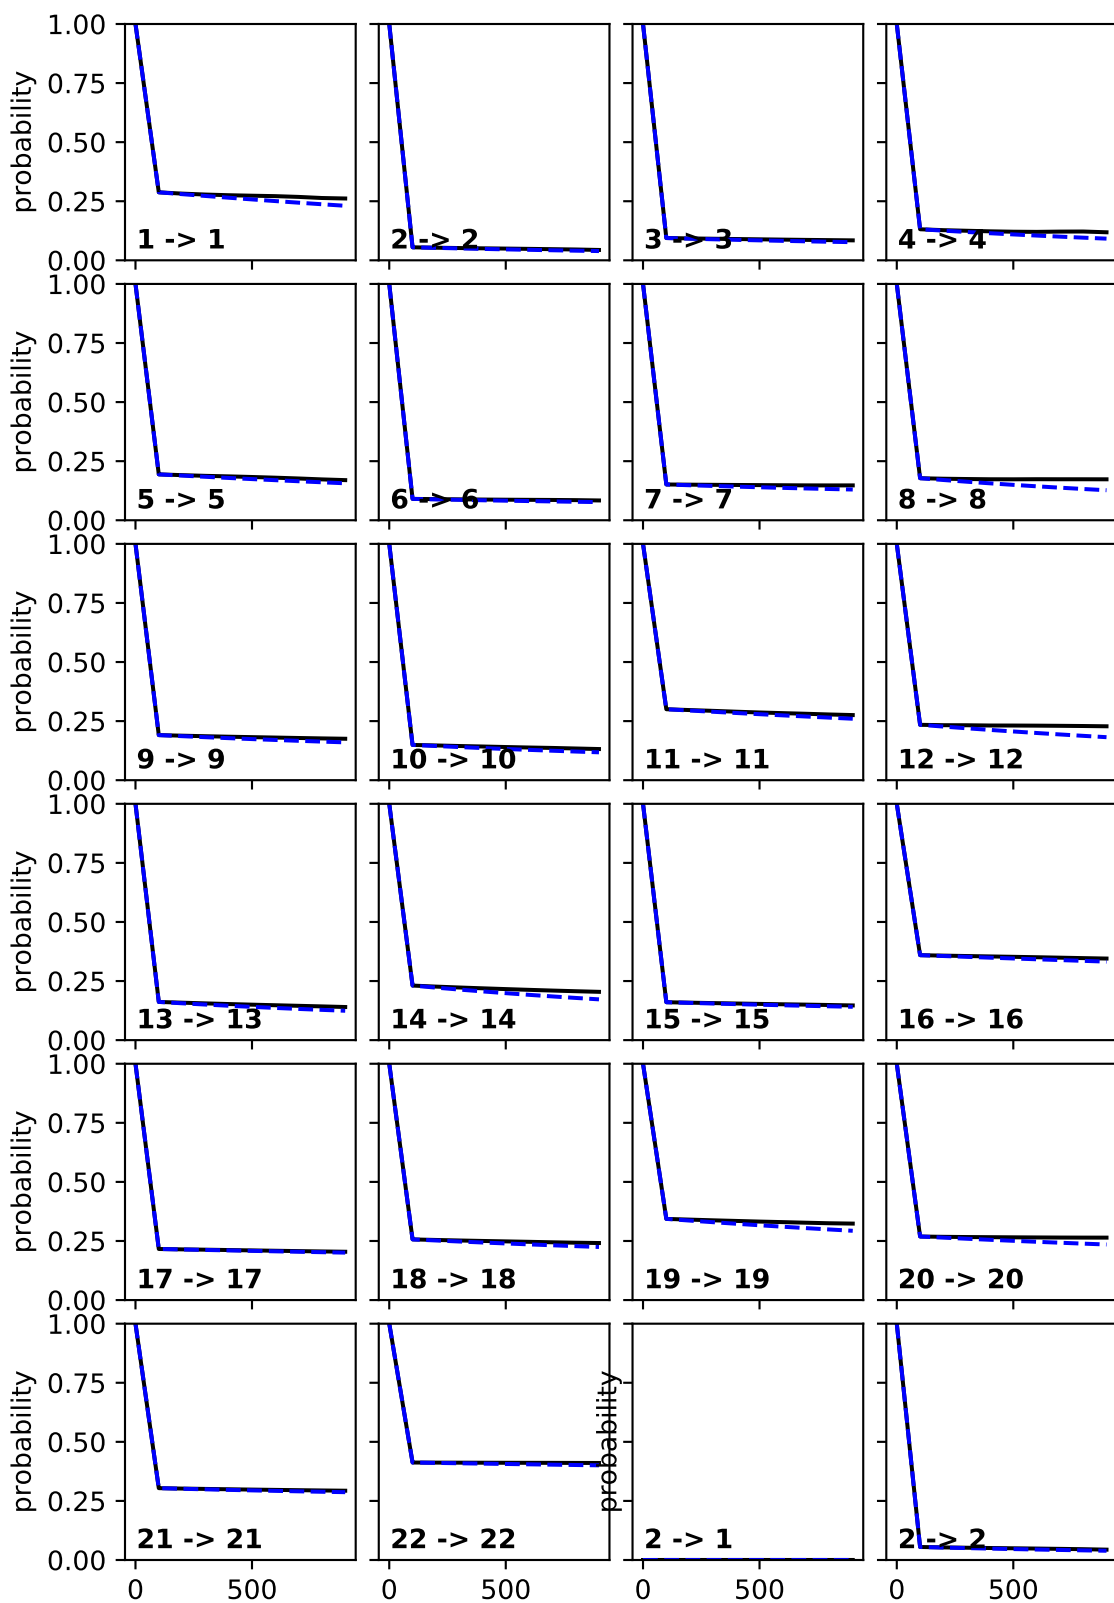 1.00
0.75
0.50
0.25
0.00
probability
1 -> 1
2 -> 2
3 -> 3
4 -> 4
1.00
0.75
0.50
0.25
0.00
probability
5 -> 5
6 -> 6
7 -> 7
8 -> 8
1.00
0.75
0.50
0.25
0.00
probability
9 -> 9
10 -> 10
11 -> 11
12 -> 12
1.00
0.75
0.50
0.25
0.00
probability
13 -> 13
14 -> 14
15 -> 15
16 -> 16
1.00
0.75
0.50
0.25
0.00
probability
17 -> 17
18 -> 18
19 -> 19
20 -> 20
1.00
0.75
0.50
0.25
0.00
probability
21 -> 21
22 -> 22
probability
2 -> 1
2 -> 2
0 500
0 500
0 500
0 500